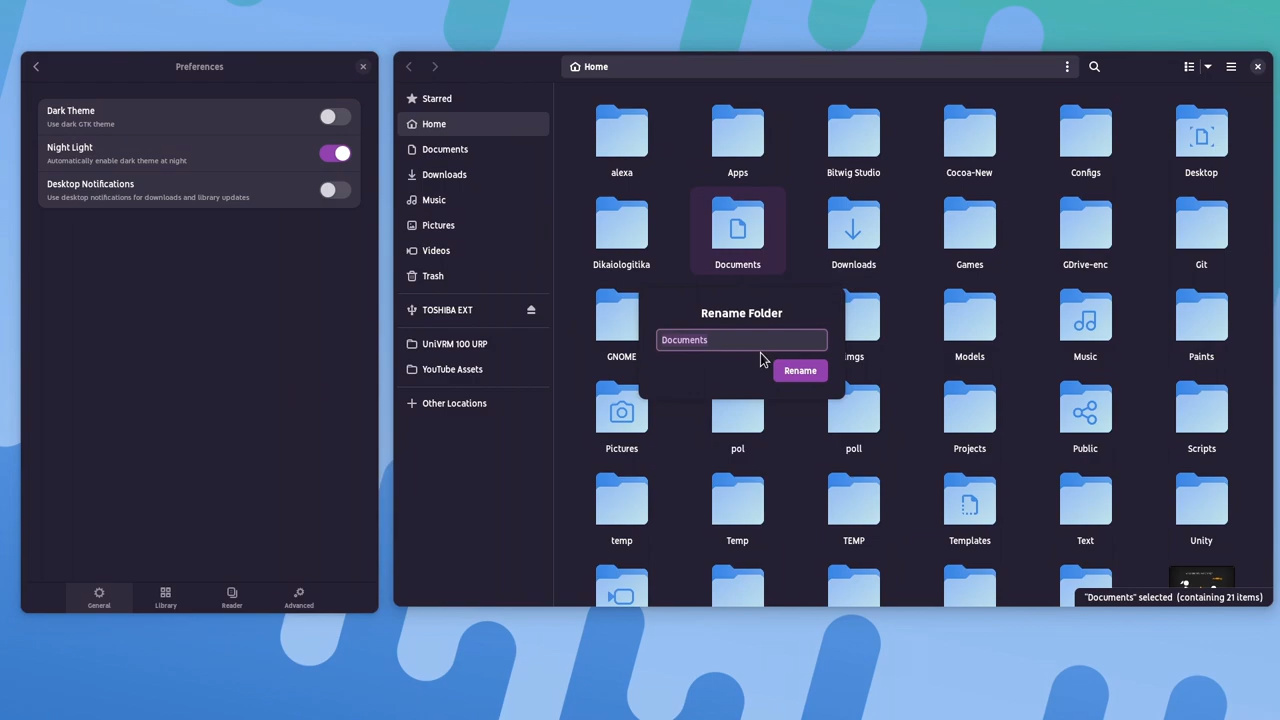 Preferences
Dark Theme
Use dark GTK theme
Night Light
Automatically enable dark theme at night
Desktop Notifications
Use desktop notifications for downloads and library updates
General
Library
Reader
Advanced
Home
Starred
Home
Documents
Downloads
Music
Pictures
Videos
Trash
TOSHIBA EXT
UniVRM 100 URP
YouTube Assets
Other Locations
alexa
Apps
Bitwig Studio
Cocoa-New
Configs
Desktop
Dikaiologitika
Documents
Downloads
Games
GDrive-enc
Git
GNOME
Models
Music
Paints
Rename Folder
Documents
Rename
Pictures
pol
poll
Projects
Public
Scripts
temp
Temp
TEMP
Templates
Text
Unity
"Documents" selected (containing 21 items)